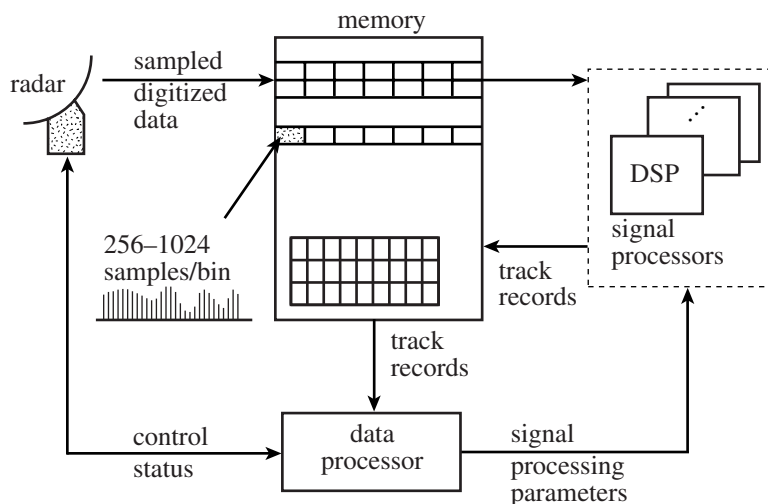 memory
radar
sampled
digitized
data
DSP
signal
processors
256–1024
samples/bin
track
records
track
records
control
status
data
processor
signal
processing
parameters